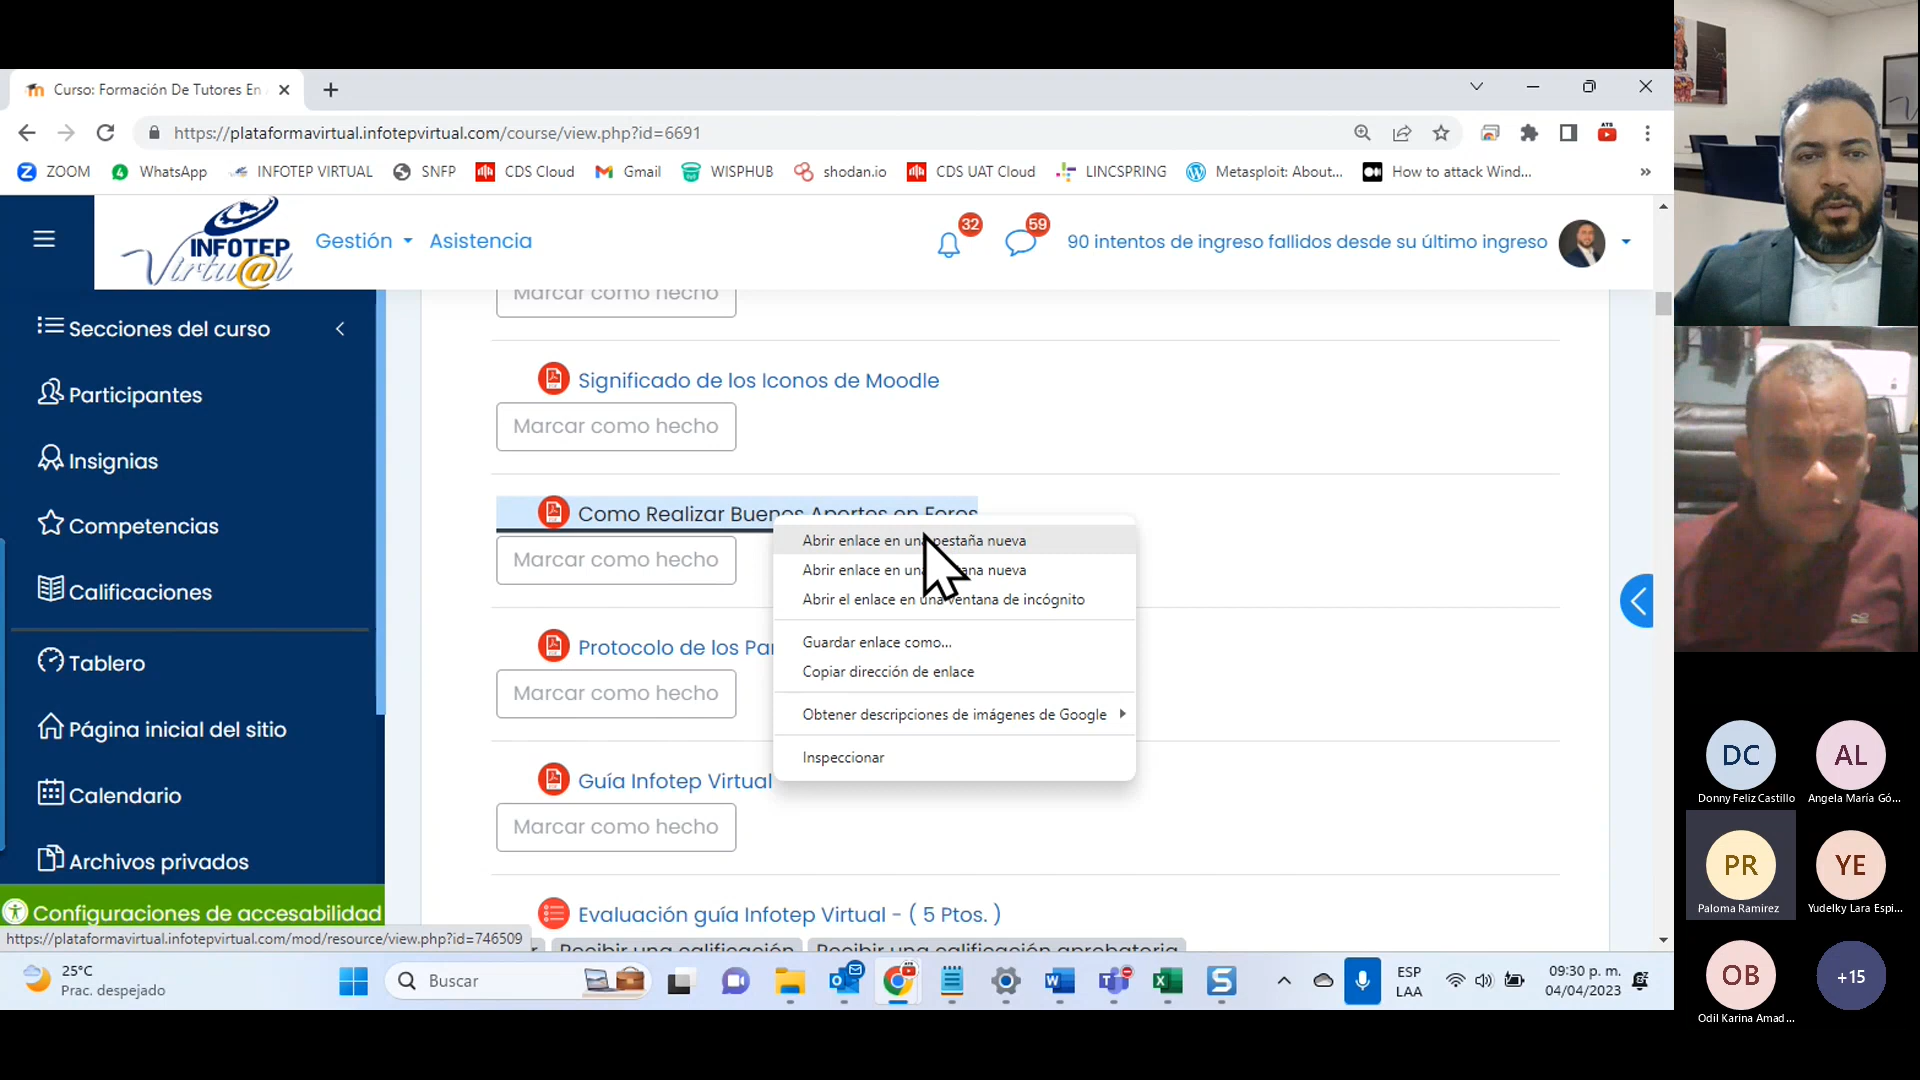 Curso: Formación De Tutores En
https://plataformavirtual.infotepvirtual.com/course/view.php?id=6691
ZOOM
WhatsApp
INFOTEP VIRTUAL
SNFP
CDS Cloud
Gmail
WISPHUB
shodan.io
CDS UAT Cloud
LINCSPRING
Metasploit: About...
How to attack Wind...
INFOTEP
Virtu@l
Gestión
Asistencia
32
59
90 intentos de ingreso fallidos desde su último ingreso
Secciones del curso
Participantes
Insignias
Competencias
Calificaciones
Tablero
Página inicial del sitio
Calendario
Archivos privados
Configuraciones de accesabilidad
https://plataformavirtual.infotepvirtual.com/mod/resource/view.php?id=746509
Marcar como hecho
Significado de los Iconos de Moodle
Marcar como hecho
Como Realizar Buenos Aportes en Foros
Marcar como hecho
Protocolo de los
Marcar como hecho
Guía Infotep Virtual
Marcar como hecho
Evaluación guía Infotep Virtual - ( 5 Ptos. )
Recibir una calificación
Recibir una calificación aprobatoria
Abrir enlace en una pestaña nueva
Abrir enlace en una ventana nueva
Abrir el enlace en una ventana de incógnito
Guardar enlace como...
Copiar dirección de enlace
Obtener descripciones de imágenes de Google
Inspeccionar
25°C
Prac. despejado
Buscar
ESP
LAA
09:30 p. m.
04/04/2023
DC
Donny Feliz Castillo
AL
Angela María Gó...
PR
Paloma Ramirez
YE
Yudelky Lara Espi...
OB
Odil Karina Amad...
+15